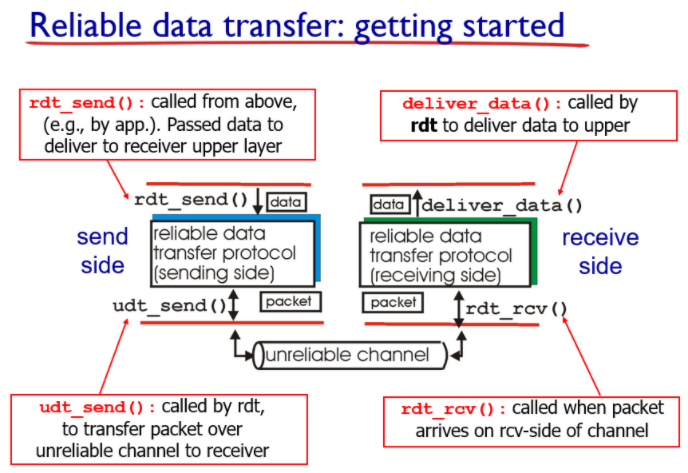 Reliable data transfer: getting started
rdt_send(): called from above,
(e.g., by app.). Passed data to
deliver to receiver upper layer
deliver_data(): called by
rdt to deliver data to upper
rdt_send()
data
data
deliver_data()
send
side
reliable data
transfer protocol
(sending side)
reliable data
transfer protocol
(receiving side)
receive
side
udt_send()
packet
packet
rdt_rcv()
unreliable channel
udt_send(): called by rdt,
to transfer packet over
unreliable channel to receiver
rdt_rcv(): called when packet
arrives on rcv-side of channel